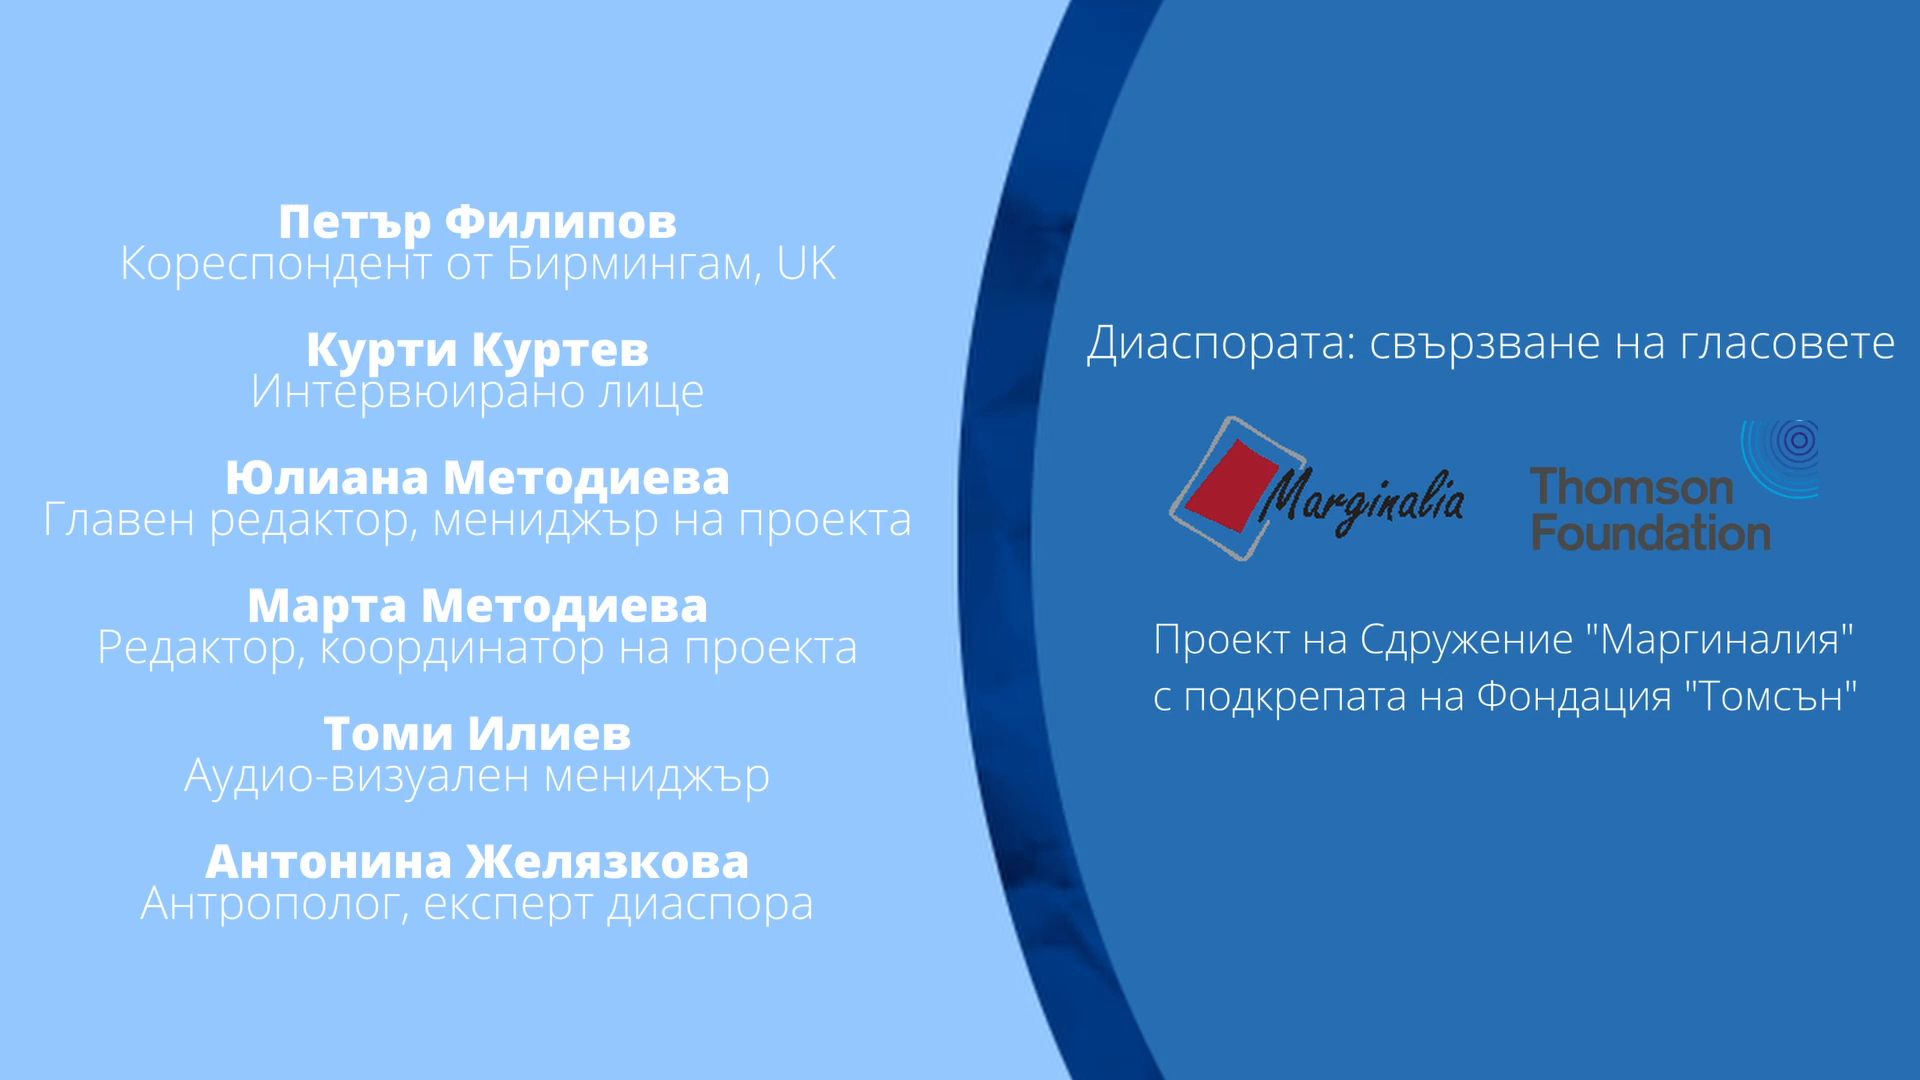 Петър Филипов
Кореспондент от Бирмингам, UK
Курти Куртев
Интервюирано лице
Юлиана Методиева
Главен редактор, мениджър на проекта
Марта Методиева
Редактор, координатор на проекта
Томи Илиев
Аудио-визуален мениджър
Антонина Желязкова
Антрополог, експерт диаспора
Диаспората: свързване на гласовете
Marginalia
Thomson
Foundation
Проект на Сдружение "Маргиналия"
с подкрепата на Фондация "Томсън"